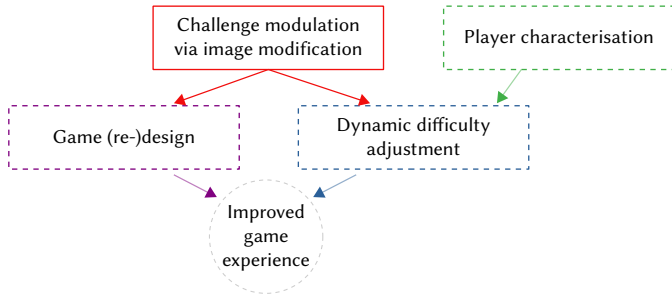 Challenge modulation
via image modification
Player characterisation
Game (re-)design
Dynamic difficulty
adjustment
Improved
game
experience